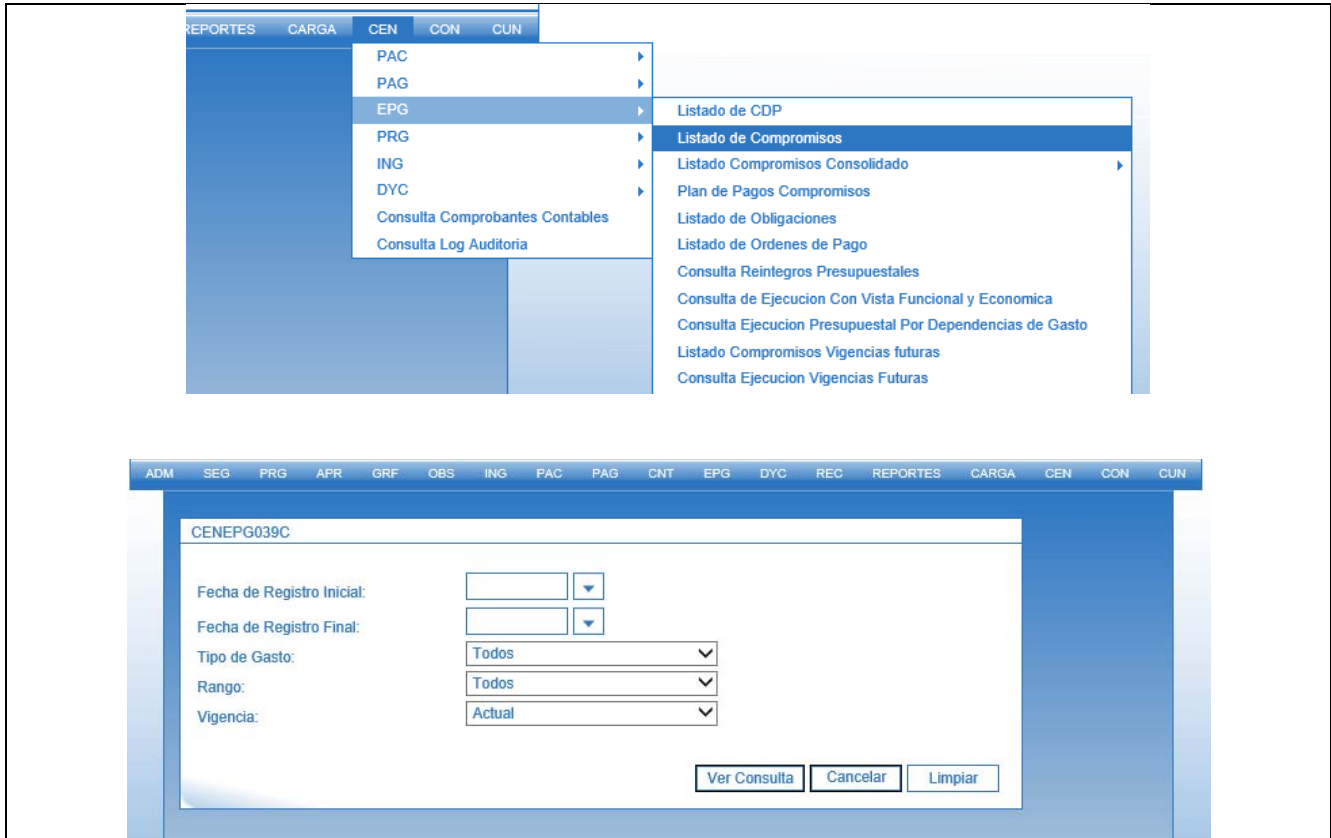 REPORTES CARGA CEN CON CUN
PAC
PAG
EPG
PRG
ING
DYC
Consulta Comprobantes Contables
Consulta Log Auditoria
Listado de CDP
Listado de Compromisos
Listado Compromisos Consolidado
Plan de Pagos Compromisos
Listado de Obligaciones
Listado de Ordenes de Pago
Consulta Reintegros Presupuestales
Consulta de Ejecucion Con Vista Funcional y Economica
Consulta Ejecucion Presupuestal Por Dependencias de Gasto
Listado Compromisos Vigencias futuras
Consulta Ejecucion Vigencias Futuras
ADM SEG PRG APR GRF OBS ING PAC PAG CNT EPG DYC REC REPORTES CARGA CEN CON CUN
CENEPG039C
Fecha de Registro Inicial:
Fecha de Registro Final:
Tipo de Gasto: Todos
Rango: Todos
Vigencia: Actual
Ver Consulta Cancelar Limpiar